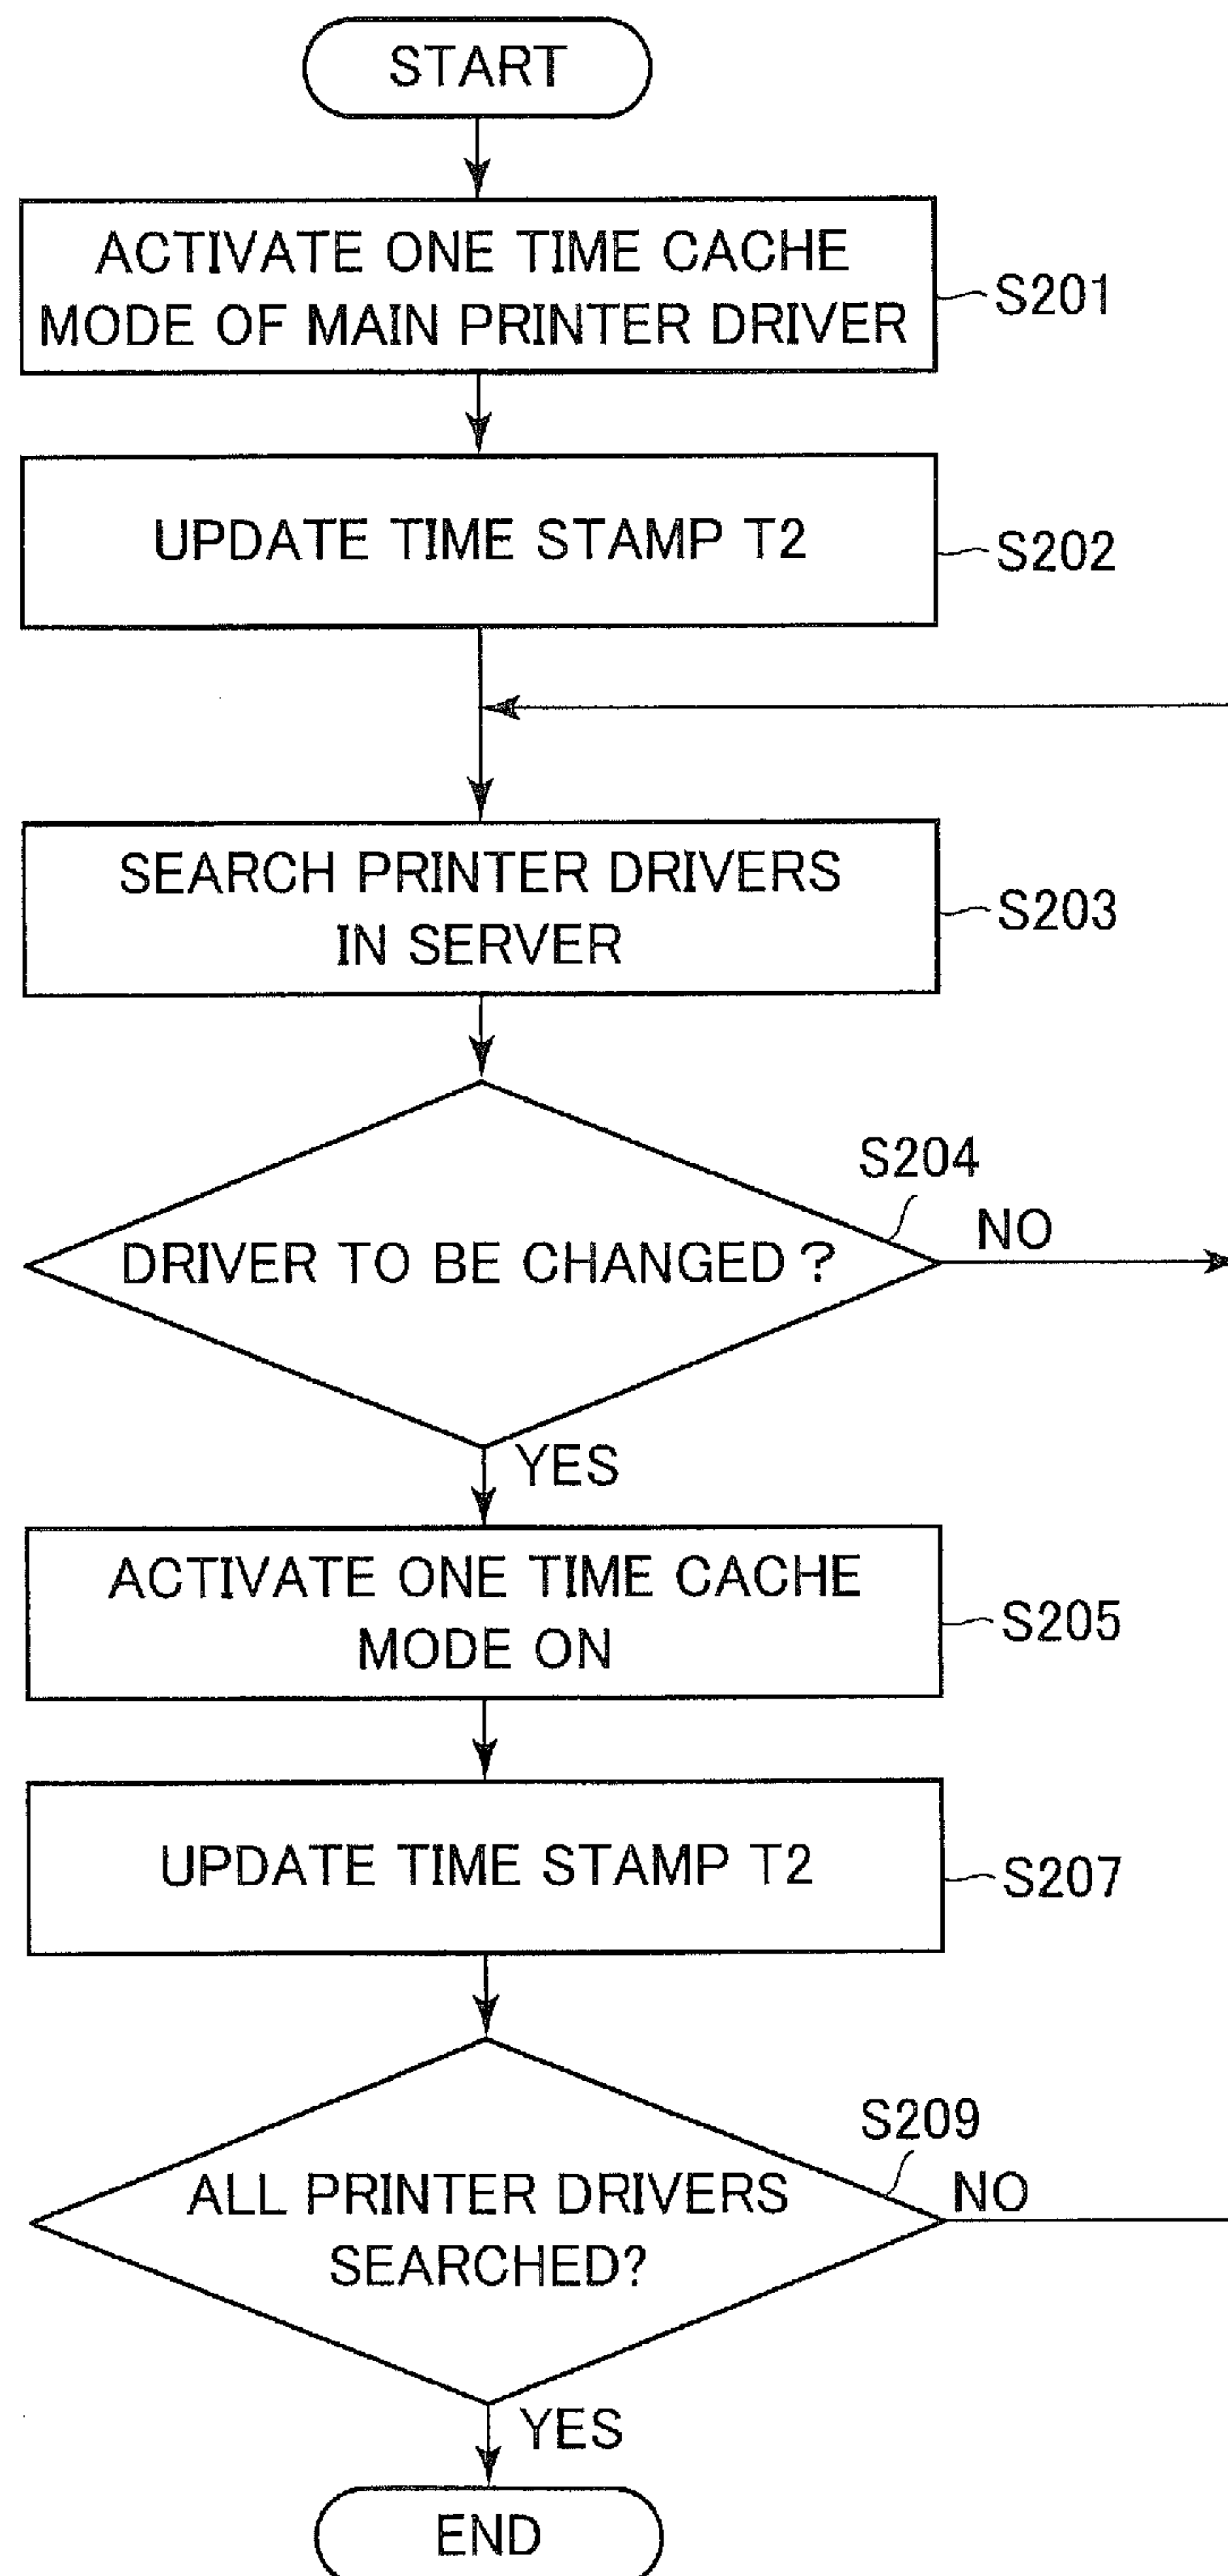 START
ACTIVATE ONE TIME CACHE
MODE OF MAIN PRINTER DRIVER
S201
UPDATE TIME STAMP T2
S202
SEARCH PRINTER DRIVERS
IN SERVER
S203
S204
DRIVER TO BE CHANGED ?
NO
YES
ACTIVATE ONE TIME CACHE
MODE ON
S205
UPDATE TIME STAMP T2
S207
S209
ALL PRINTER DRIVERS
SEARCHED?
NO
YES
END